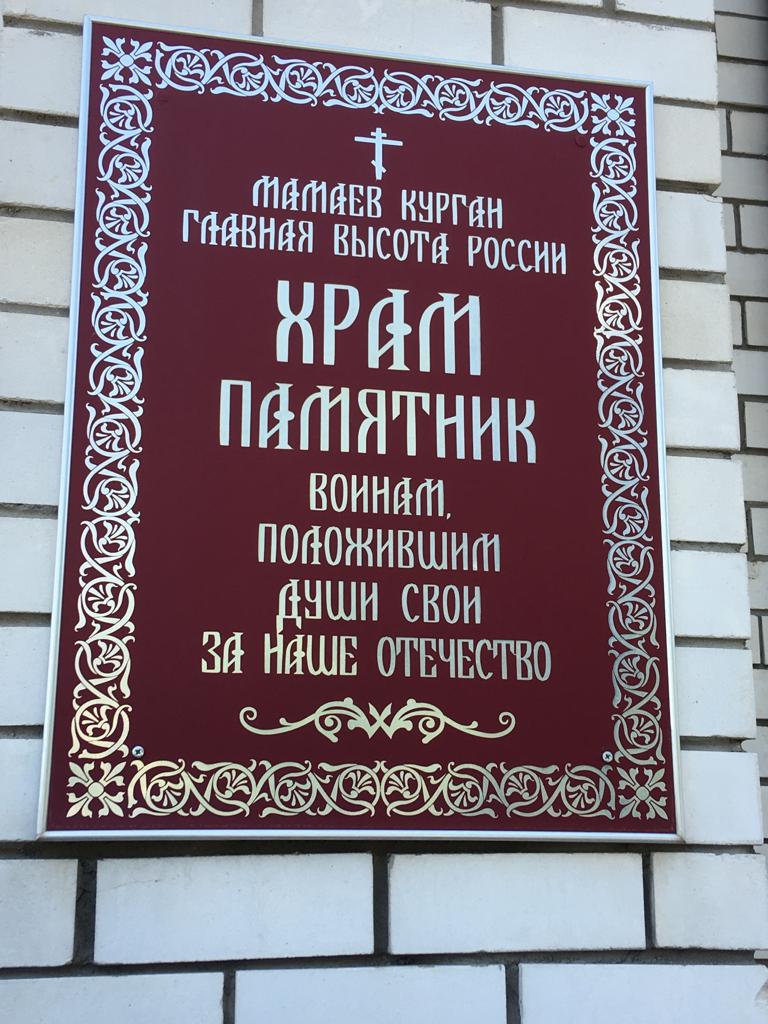 МАМАЕВ КУРГАН
ГЛАВНАЯ ВЫСОТА РОССИИ
ХРАМ
ПАМЯТНИК
ВОИНАМ,
ПОЛОЖИВШИМ
ДУШИ СВОИ
ЗА НАШЕ ОТЕЧЕСТВО